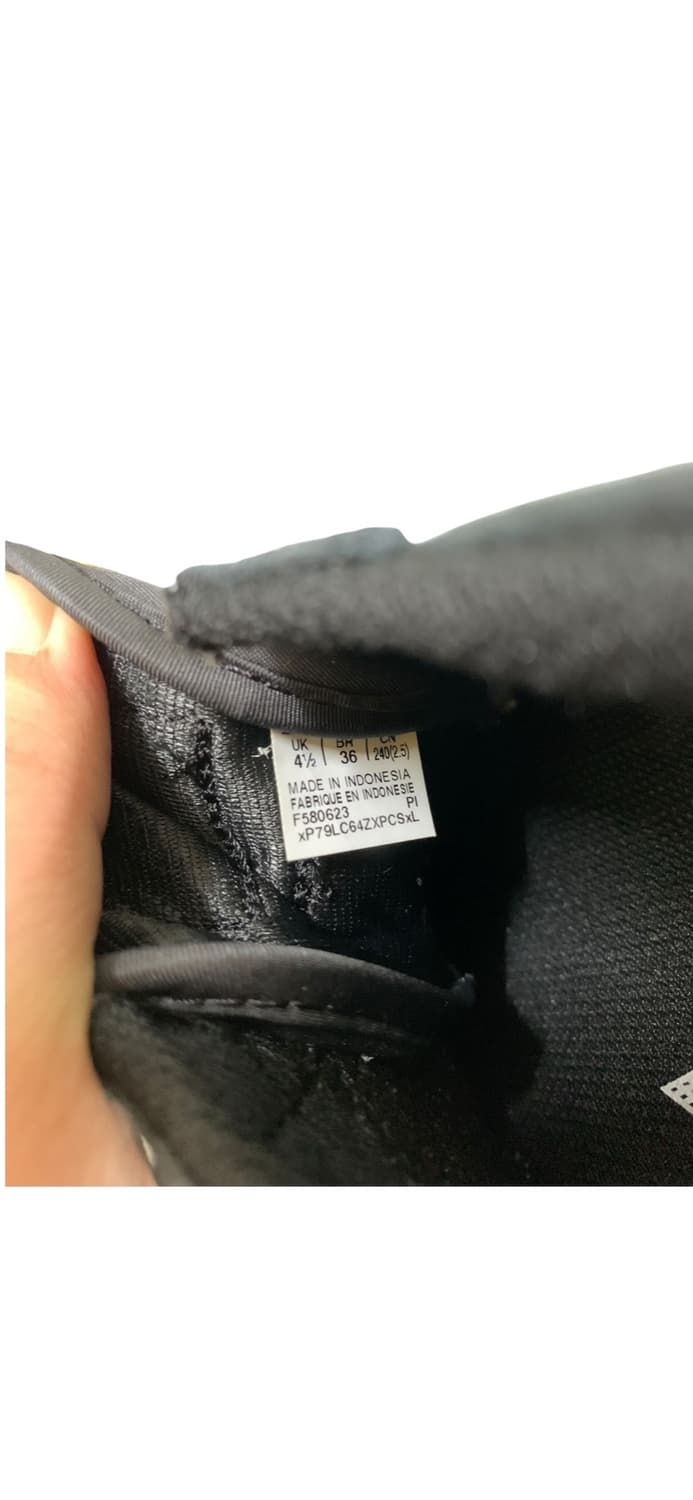 UK BR CN
4½ 36 240(2.5)
MADE IN INDONESIA
FABRIQUE EN INDONESIE
F580623 PI
xP79LC64ZXPCSxL